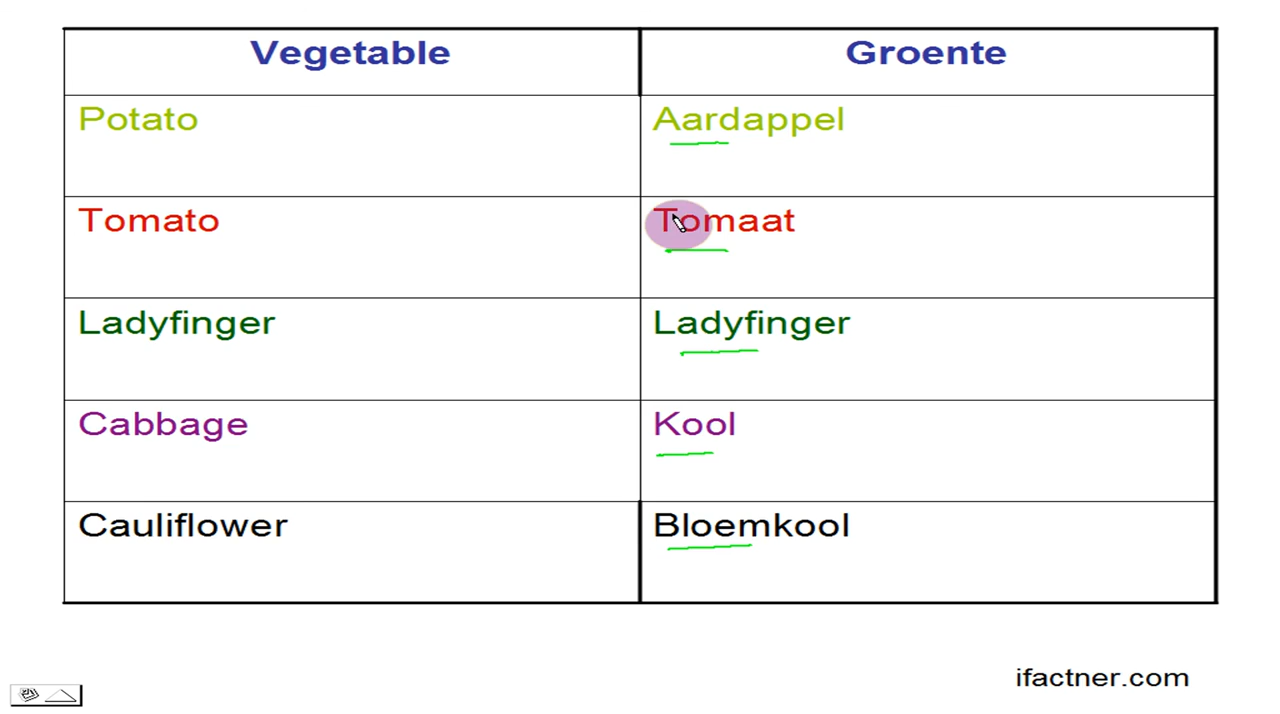 Vegetable Groente
Potato Aardappel
Tomato Tomaat
Ladyfinger Ladyfinger
Cabbage Kool
Cauliflower Bloemkool
ifactner.com